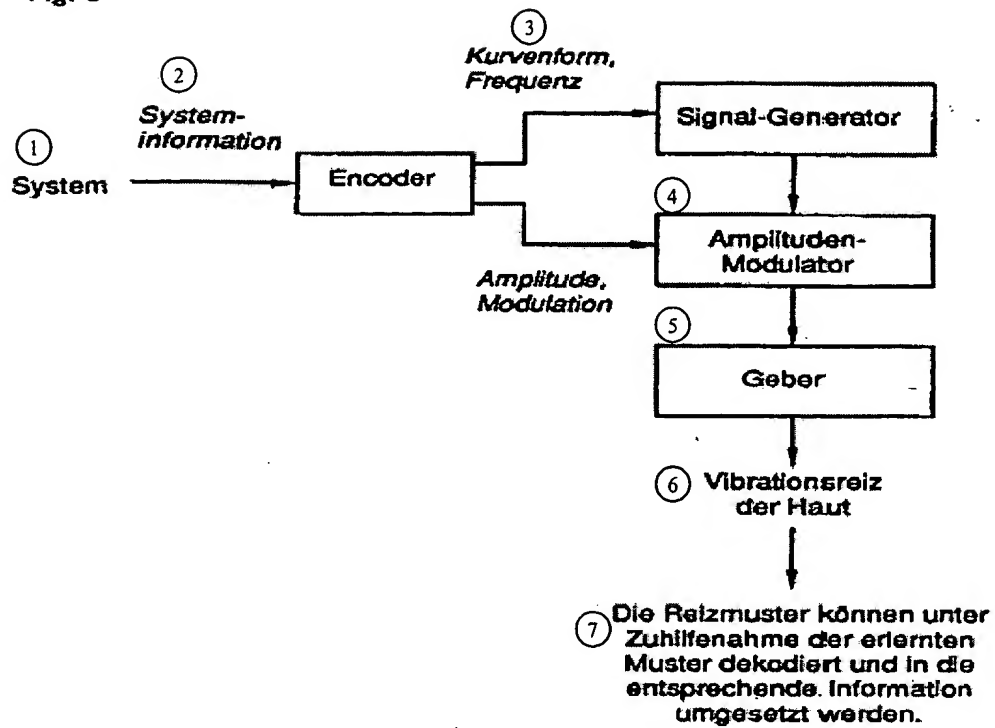 ③
Kurvenform,
Frequenz
②
System-
information
Signal-Generator
①
System
Encoder
④
Amplituden-
Modulator
Amplitude,
Modulation
⑤
Geber
⑥ Vibrationsreiz
der Haut
⑦ Die Reizmuster können unter
Zuhilfenahme der erlernten
Muster dekodiert und in die
entsprechende. Information
umgesetzt werden.